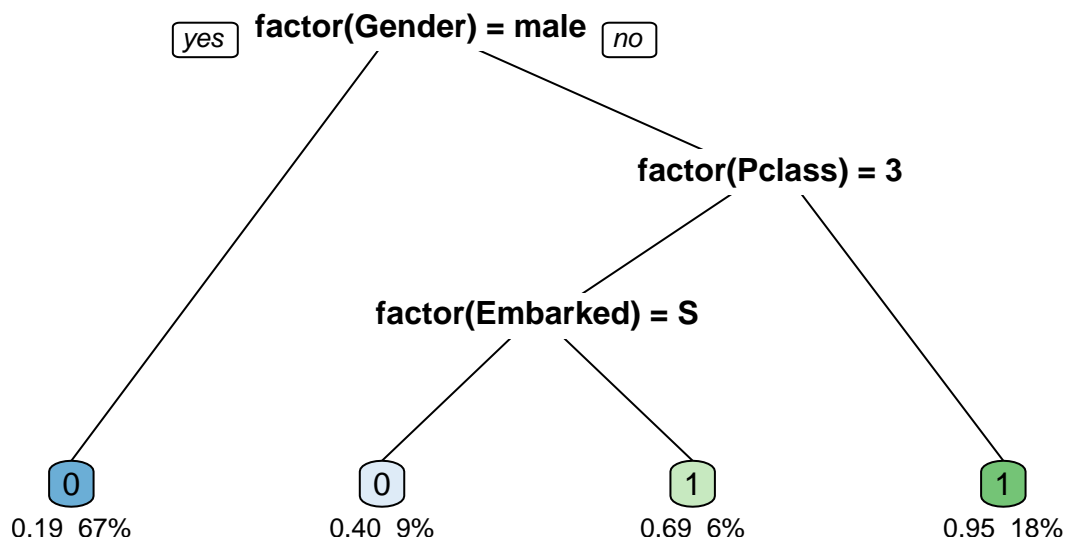 yes factor(Gender) = male no
factor(Pclass) = 3
factor(Embarked) = S
0 0 1 1
0.19 67% 0.40 9% 0.69 6% 0.95 18%